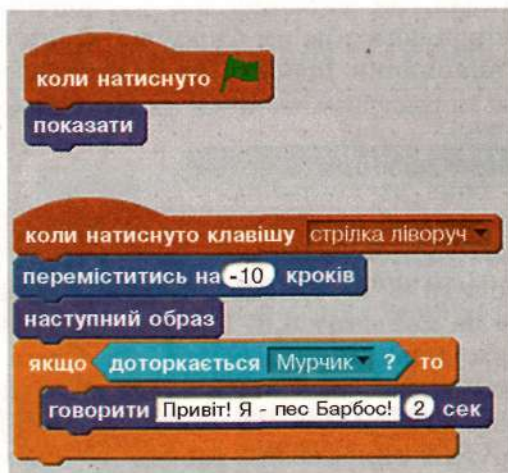 коли натиснуто
показати
коли натиснуто клавішу стрілка ліворуч
переміститись на -10 кроків
наступний образ
якщо доторкається Мурчик ? то
говорити Привіт! Я - пес Барбос! 2 сек